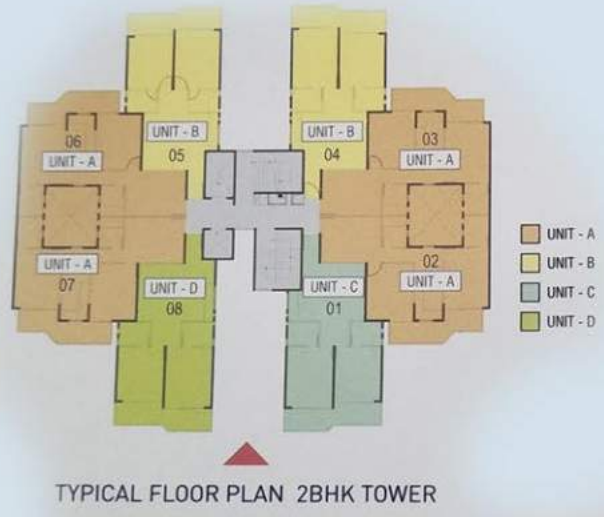 UNIT - B
05
UNIT - B
04
06
UNIT - A
03
UNIT - A
UNIT - A
07
02
UNIT - A
UNIT - D
08
UNIT - C
01
UNIT - A
UNIT - B
UNIT - C
UNIT - D
TYPICAL FLOOR PLAN 2BHK TOWER